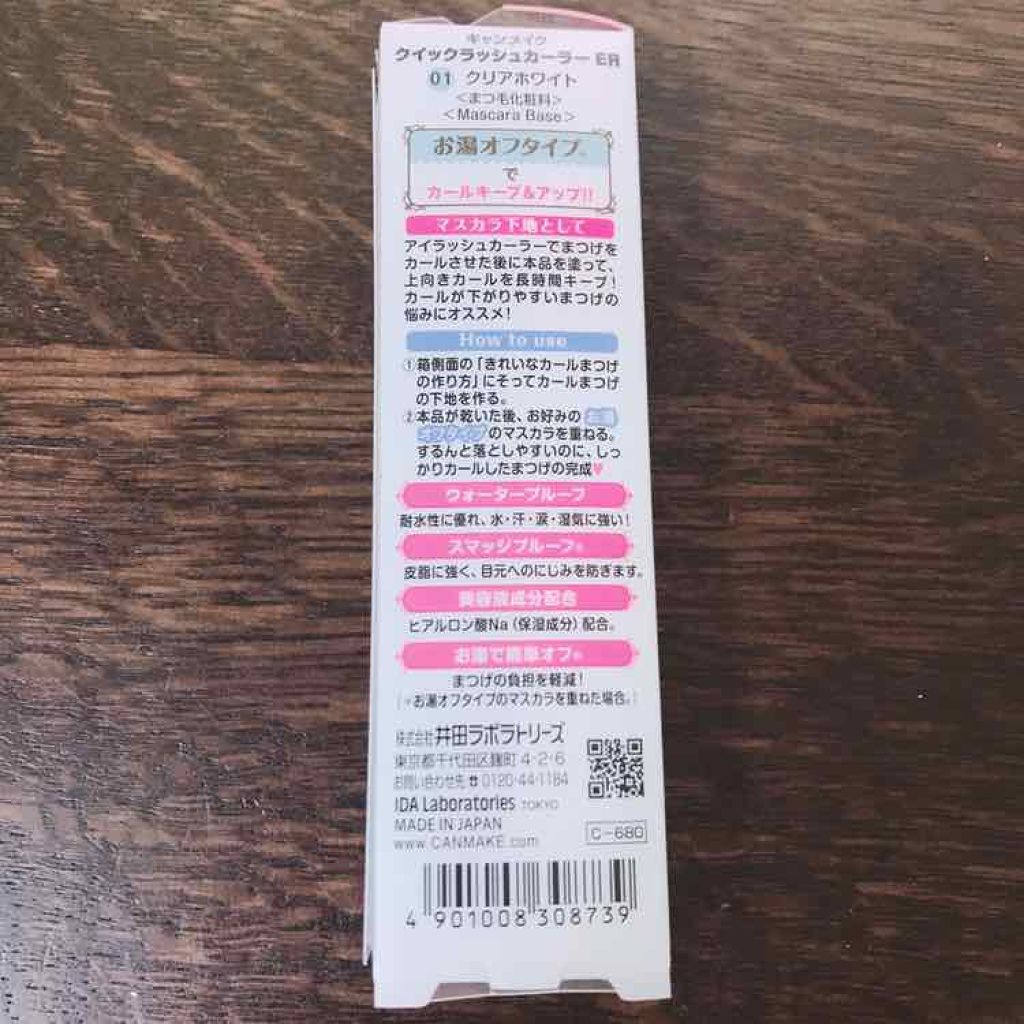 キャンメイク
クイックラッシュカーラー ER
01 クリアホワイト
<まつ毛化粧料>
<Mascara Base>
お湯オフタイプ
で
カールキープ&アップ!!
マスカラ下地として
アイラッシュカーラーでまつげを
カールさせた後に本品を塗って、
上向きカールを長時間キープ!
カールが下がりやすいまつげの
悩みにオススメ!
How to use
①箱側面の「きれいなカールまつげ
の作り方」にそってカールまつげ
の下地を作る。
②本品が乾いた後、お好みのお湯
オフタイプのマスカラを重ねる。
するんと落としやすいのに、しっ
かりカールしたまつげの完成♥
ウォータープルーフ
耐水性に優れ、水・汗・涙・湿気に強い!
スマッジプルーフ※
皮脂に強く、目元へのにじみを防ぎます。
美容液成分配合
ヒアルロン酸Na(保湿成分)配合。
お湯で簡単オフ※
まつげの負担を軽減!
(※お湯オフタイプのマスカラを重ねた場合。)
株式会社 井田ラボラトリーズ
東京都千代田区麹町 4-2-6
お問い合わせ先 ☎ 0120-44-1184
IDA Laboratories TOKYO
MADE IN JAPAN
www.CANMAKE.com
C-680
4 901008 308739